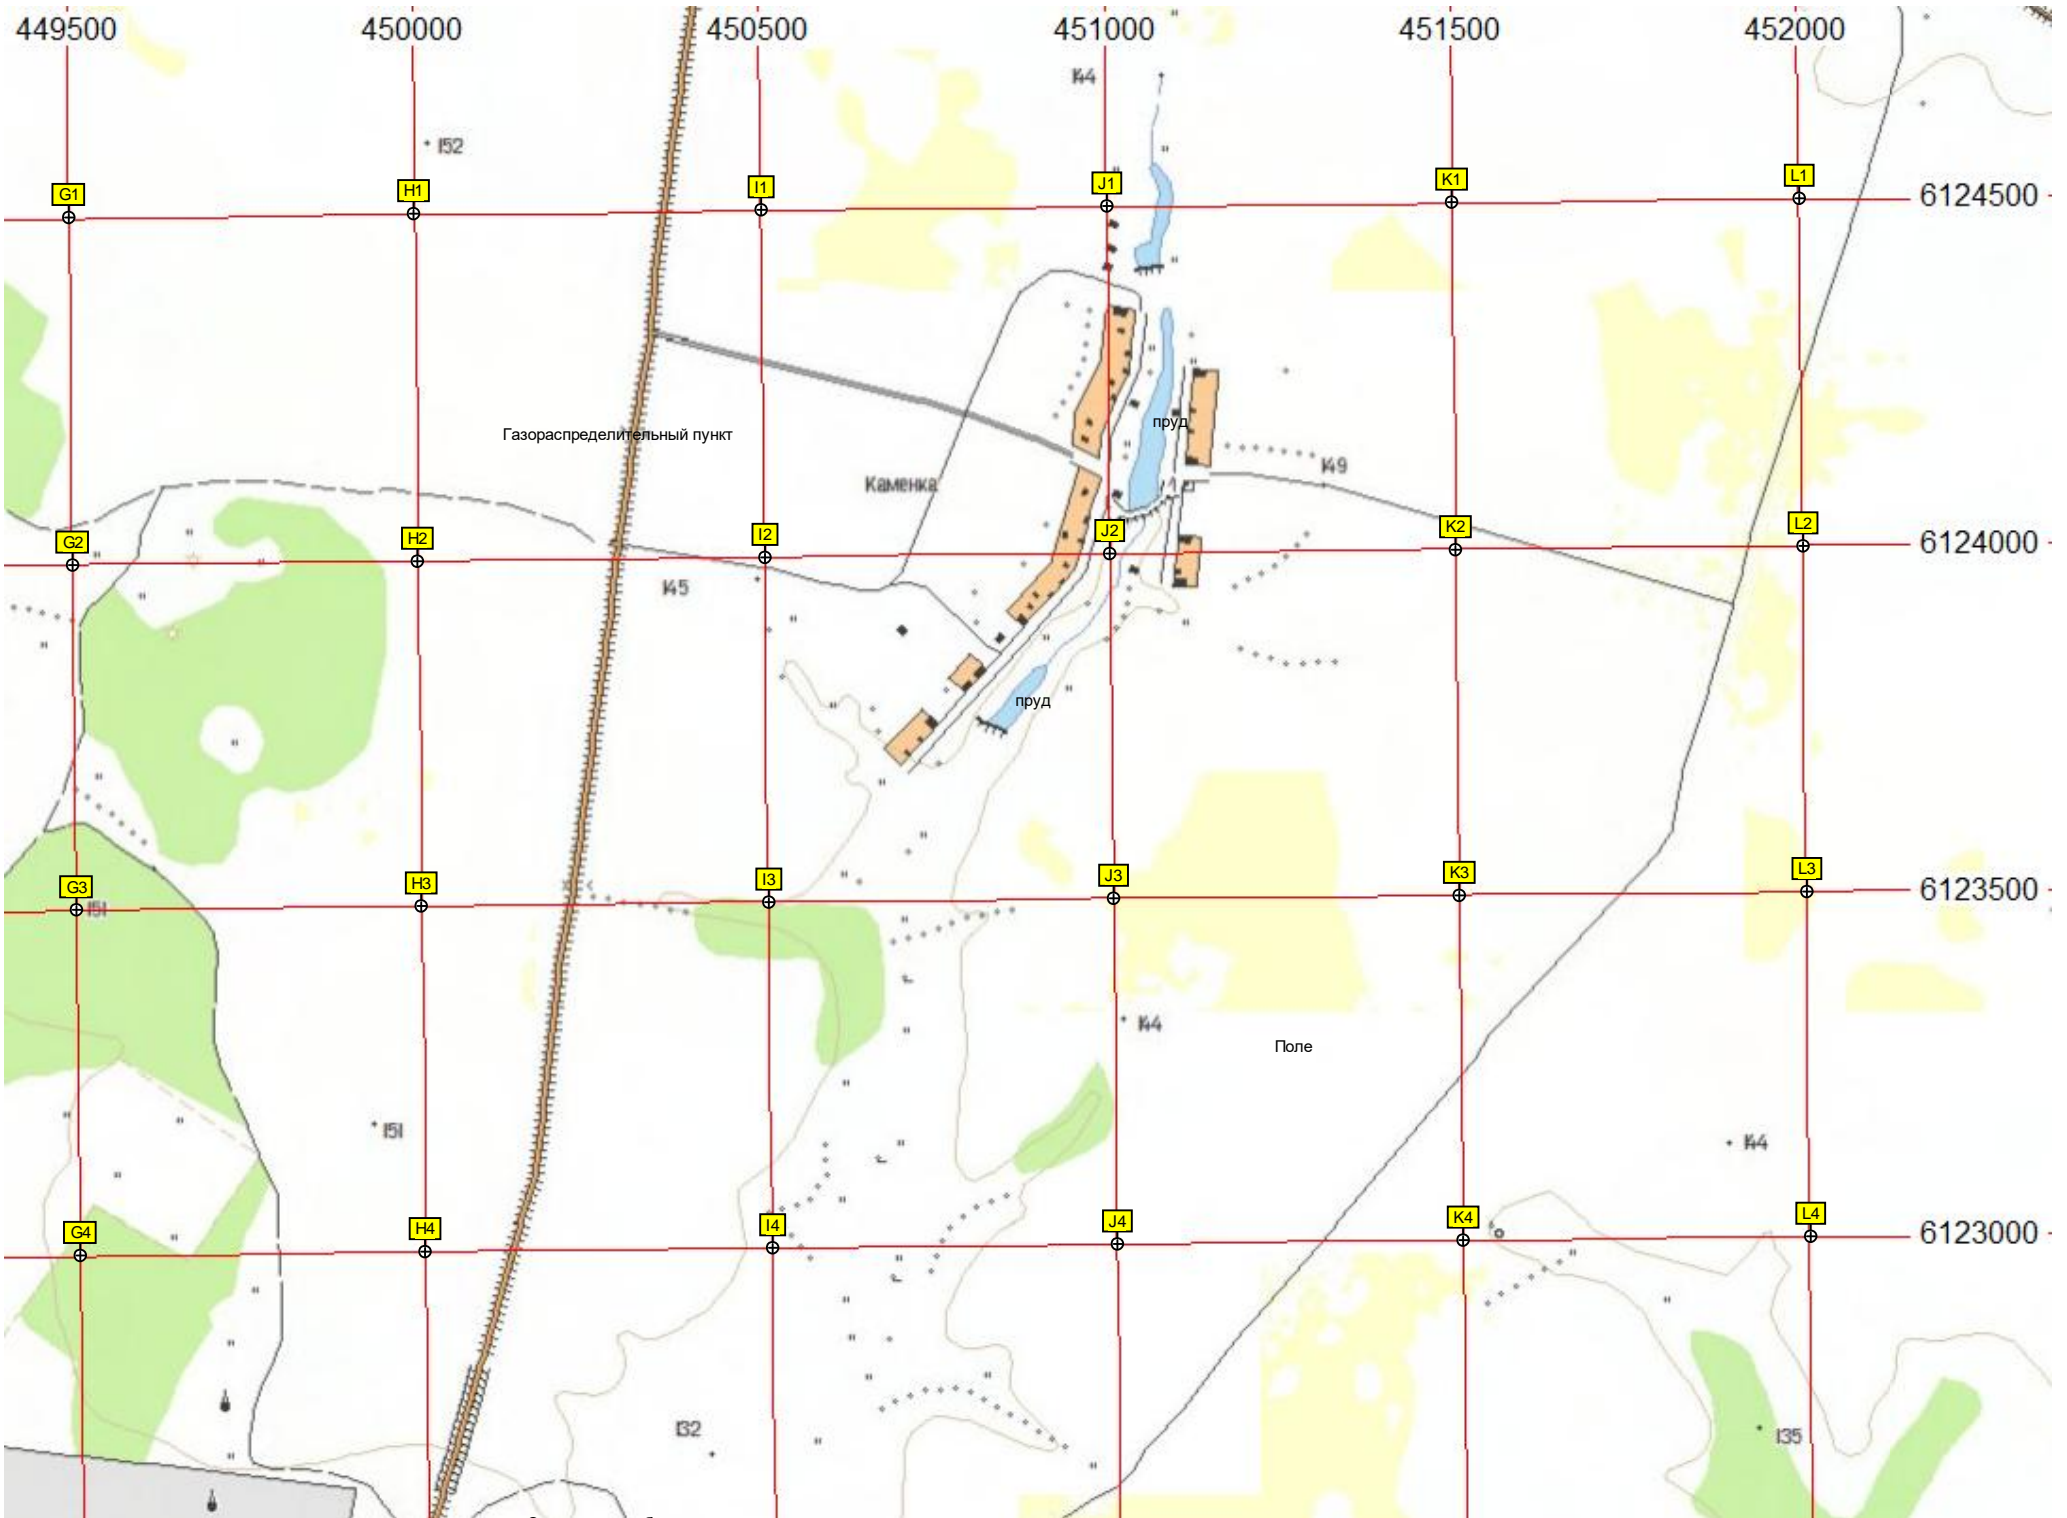 449500 450000 450500 451000 451500 452000
144
152
G1 H1 I1 J1 K1 L1 6124500
пруд
Газораспределительный пункт
149
Каменка
G2 H2 I2 J2 K2 L2 6124000
145
пруд
G3 H3 I3 J3 K3 L3 6123500
151
144
Поле
151
144
G4 H4 I4 J4 K4 L4 6123000
132
135